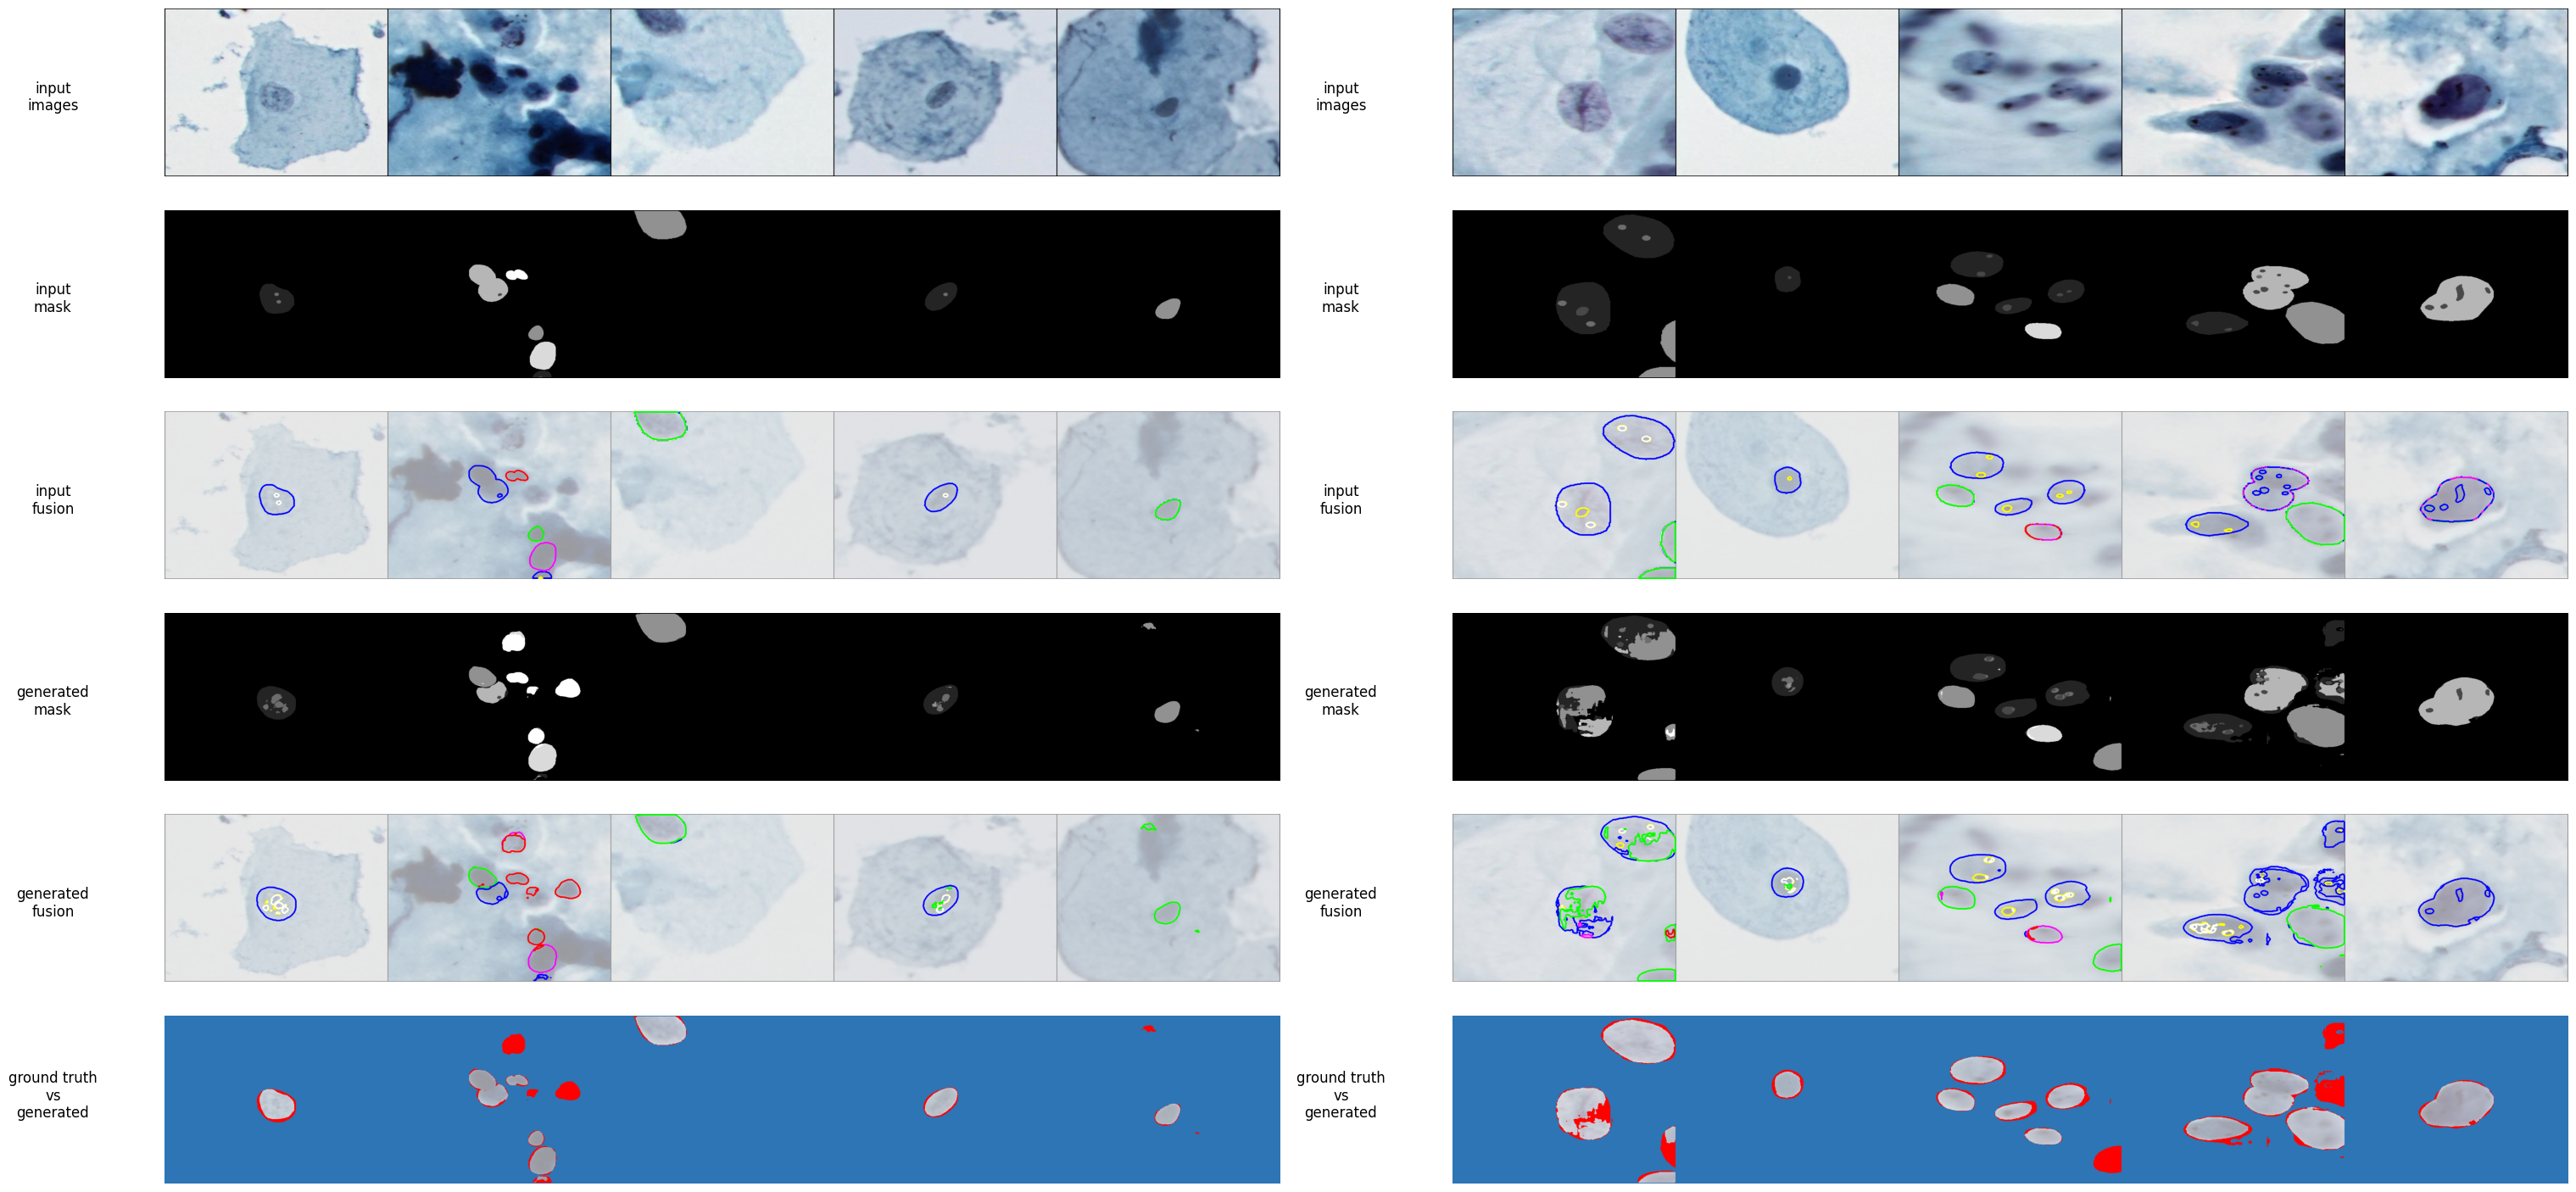 input
images
input
mask
input
fusion
generated
mask
generated
fusion
ground truth
vs
generated
input
images
input
mask
input
fusion
generated
mask
generated
fusion
ground truth
vs
generated